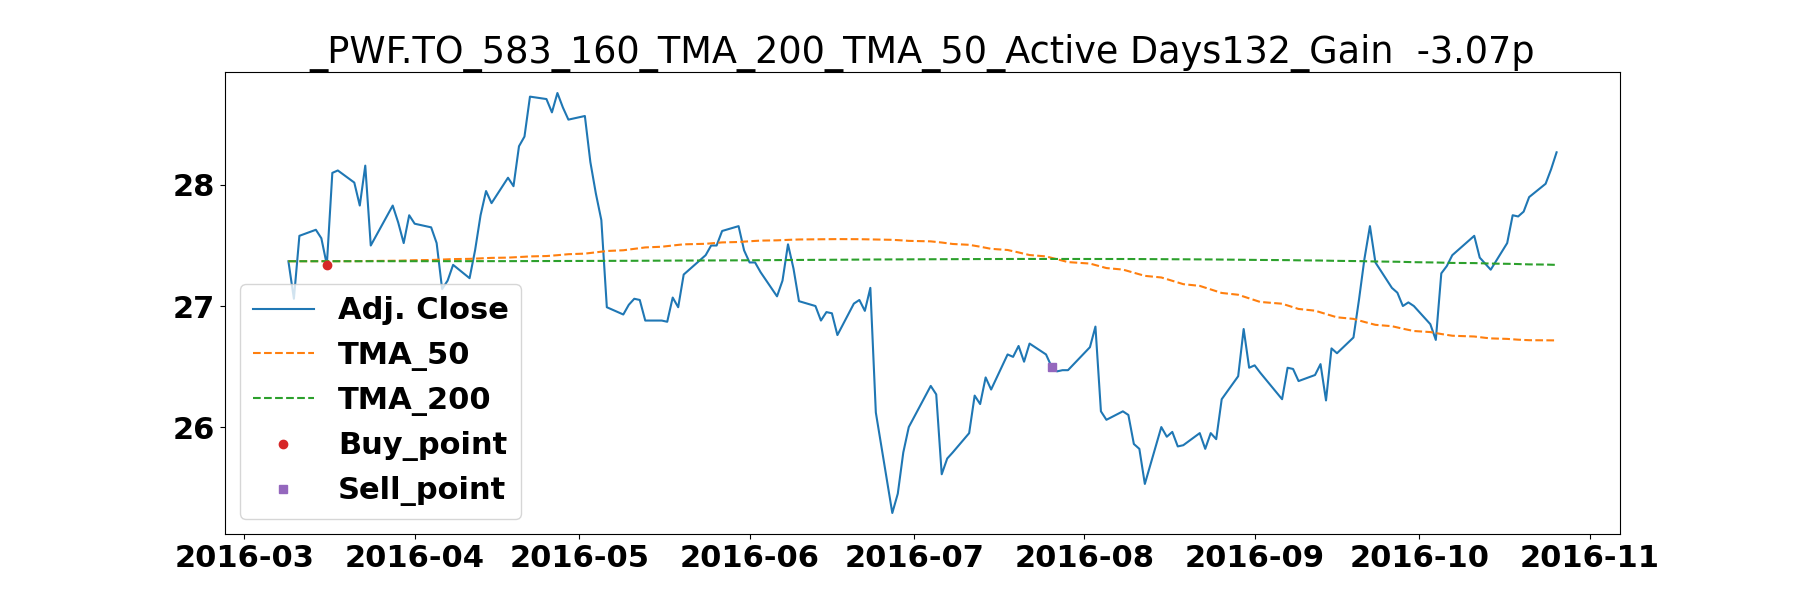 _PWF.TO_583_160_TMA_200_TMA_50_Active Days132_Gain  -3.07p
28
27
26
Adj. Close
TMA_50
TMA_200
Buy_point
Sell_point
2016-03 2016-04 2016-05 2016-06 2016-07 2016-08 2016-09 2016-10 2016-11